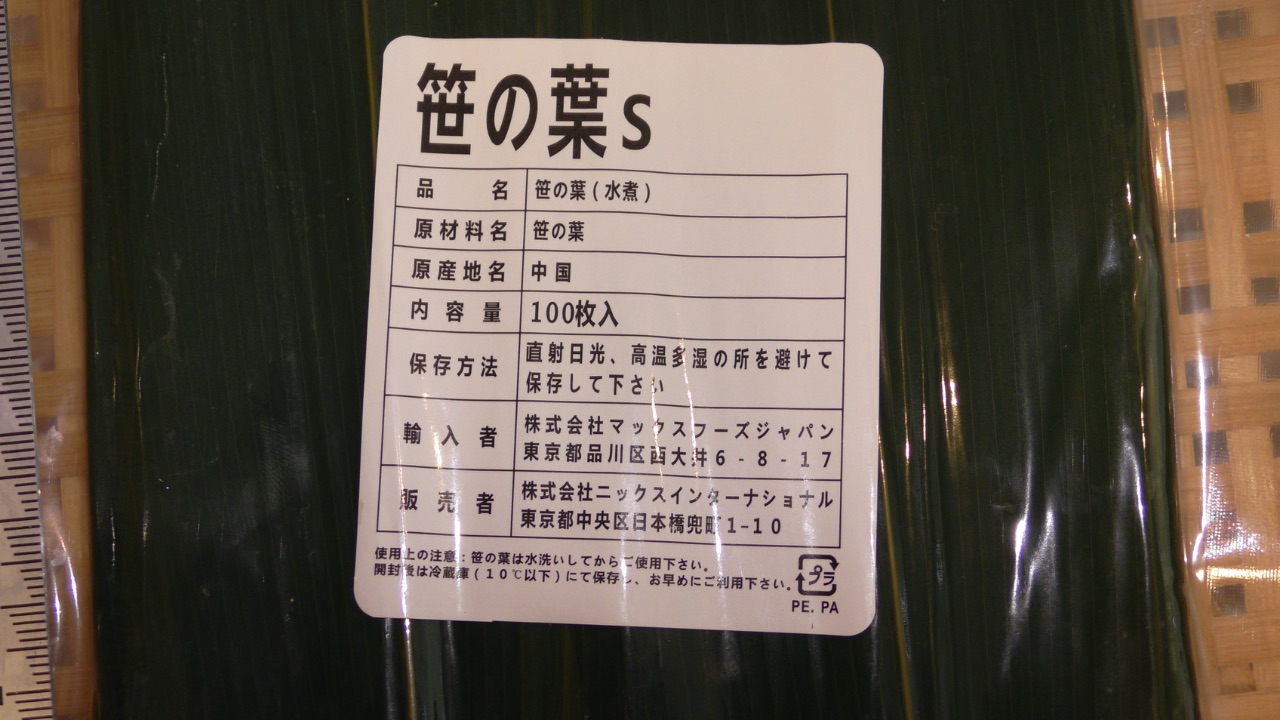 笹の葉S
品名 笹の葉(水煮)
原材料名 笹の葉
原産地名 中国
内容量 100枚入
保存方法 直射日光、高温多湿の所を避けて
保存して下さい
輸入者 株式会社マックスフーズジャパン
東京都品川区西大井6-8-17
販売者 株式会社ニックスインターナショナル
東京都中央区日本橋兜町1-10
使用上の注意:笹の葉は水洗いしてからご使用下さい。
開封後は冷蔵庫(10℃以下)にて保存し、お早めにご利用下さい。
プラ
PE. PA